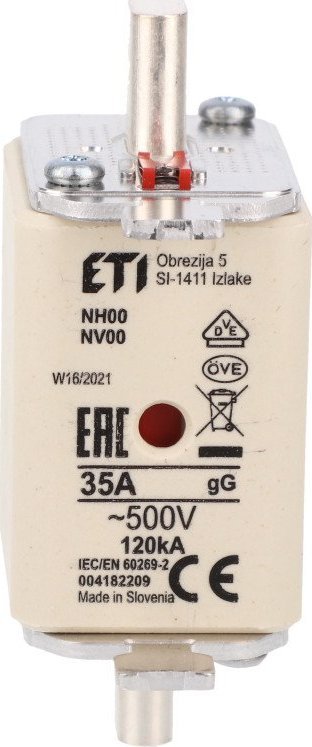 ETI Obrezija 5
SI-1411 Izlake
NH00
NV00
DVE
ÖVE
W16/2021
EAC
35A gG
~500V
120kA
IEC/EN 60269-2
004182209
Made in Slovenia CE